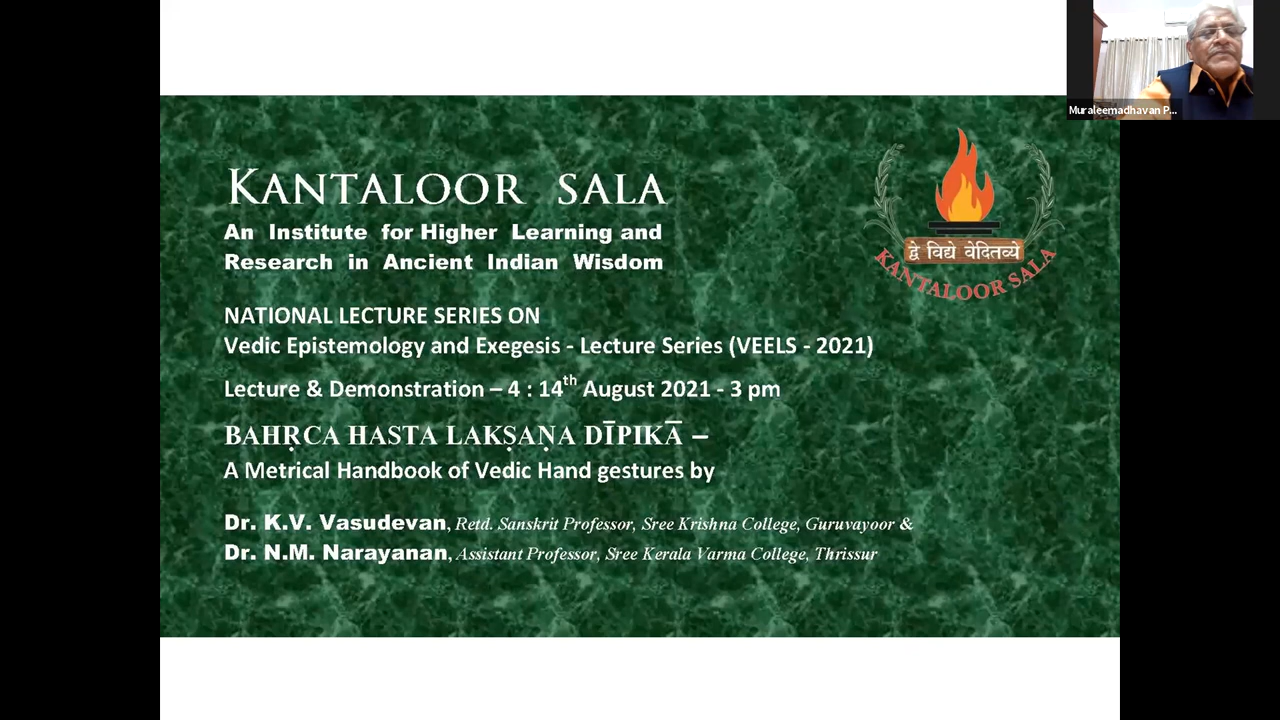 Muraleemadhavan P...
KANTALOOR SALA
An Institute for Higher Learning and
Research in Ancient Indian Wisdom
द्वे विद्ये वेदितव्ये
KANTALOOR SALA
NATIONAL LECTURE SERIES ON
Vedic Epistemology and Exegesis - Lecture Series (VEELS - 2021)
Lecture & Demonstration – 4 : 14th August 2021 - 3 pm
BAHṚCA HASTA LAKṢAṆA DĪPIKĀ –
A Metrical Handbook of Vedic Hand gestures by
Dr. K.V. Vasudevan, Retd. Sanskrit Professor, Sree Krishna College, Guruvayoor &
Dr. N.M. Narayanan, Assistant Professor, Sree Kerala Varma College, Thrissur